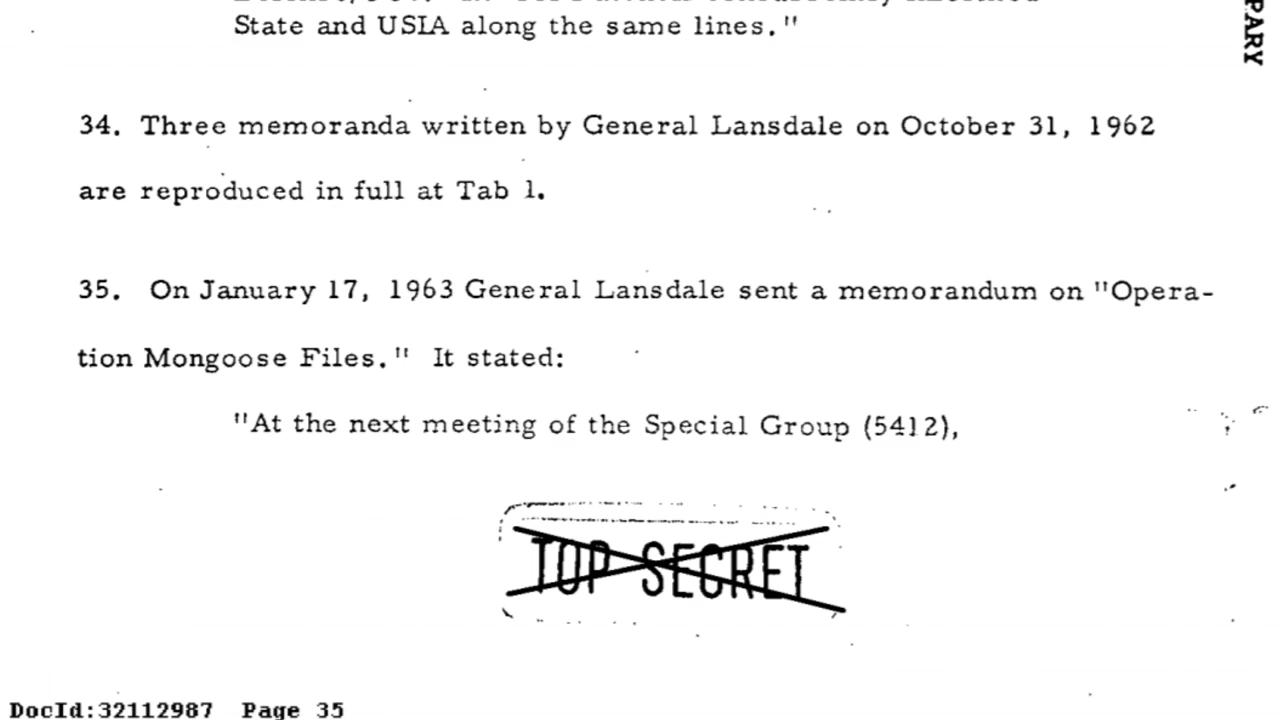 State and USIA along the same lines."
PARY
34. Three memoranda written by General Lansdale on October 31, 1962
are reproduced in full at Tab 1.
35. On January 17, 1963 General Lansdale sent a memorandum on "Opera-
tion Mongoose Files." It stated:
"At the next meeting of the Special Group (5412),
TOP SECRET
DocId:32112987 Page 35